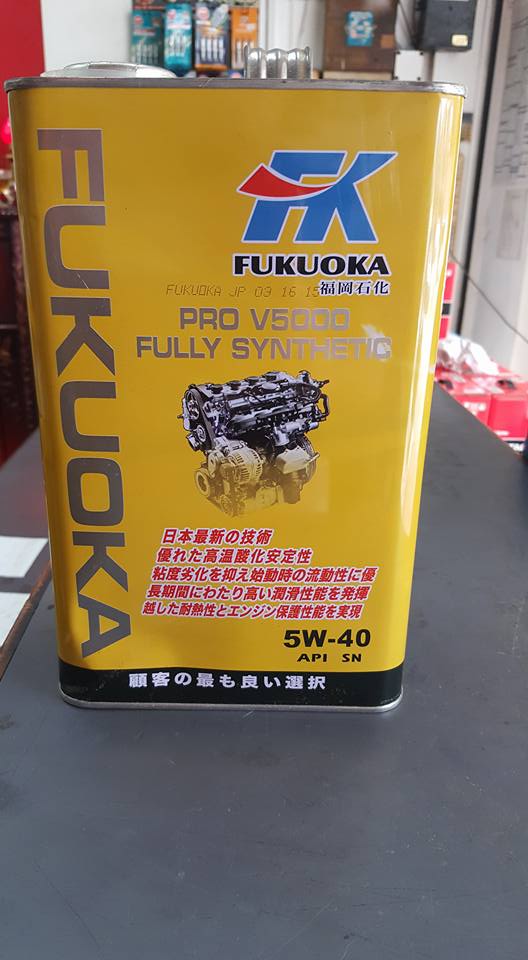 FUKUOKA
FK
FUKUOKA
福岡石化
FUKUOKA JP 09 16 15
PRO V5000
FULLY SYNTHETIC
日本最新の技術
優れた高温酸化安定性
粘度劣化を抑え始動時の流動性に優
長期間にわたり高い潤滑性能を発揮
越した耐熱性とエンジン保護性能を実現
5W-40
API SN
顧客の最も良い選択